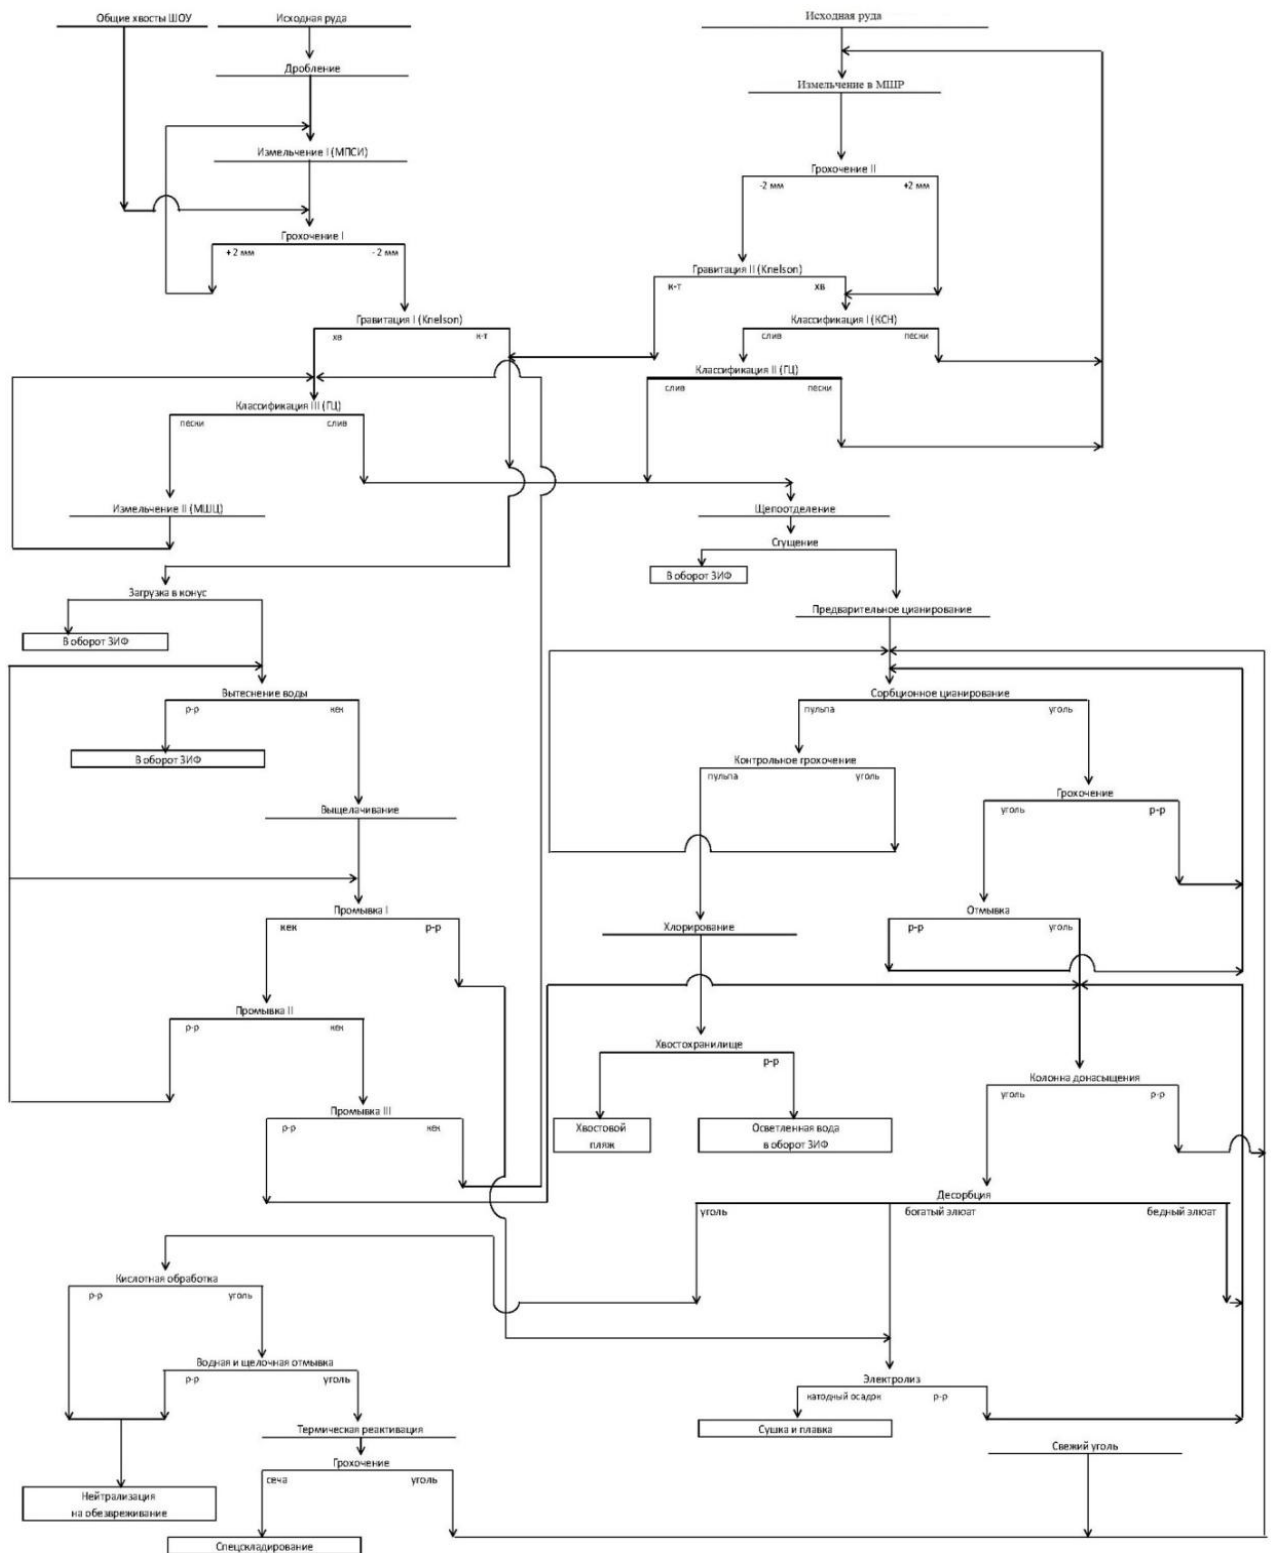 Общие хвосты ШОУ
Исходная руда
Исходная руда
Дробление
Измельчение в МШР
Измельчение I (МПСИ)
Грохочение II
-2 мм
+2 мм
Грохочение I
+ 2 мм
- 2 мм
Гравитация II (Knelson)
к-т
хв
Гравитация I (Knelson)
хв
к-т
Классификация I (КСН)
слив
пески
Классификация II (ГЦ)
слив
пески
Классификация III (ГЦ)
пески
слив
Измельчение II (МШЦ)
Щепоотделение
Сгущение
В оборот ЗИФ
Загрузка в конус
В оборот ЗИФ
Предварительное цианирование
Вытеснение воды
р-р
кек
В оборот ЗИФ
Сорбционное цианирование
пульпа
уголь
Контрольное грохочение
пульпа
уголь
Грохочение
уголь
р-р
Выщелачивание
Промывка I
кек
р-р
Отмывка
р-р
уголь
Хлорирование
Промывка II
р-р
кек
Хвостохранилище
р-р
Колонна донасыщения
уголь
р-р
Промывка III
р-р
кек
Хвостовой
пляж
Осветленная вода
в оборот ЗИФ
Десорбция
уголь
богатый элюат
бедный элюат
Кислотная обработка
р-р
уголь
Водная и щелочная отмывка
р-р
уголь
Электролиз
катодный осадок
р-р
Сушка и плавка
Термическая реактивация
Свежий уголь
Грохочение
сеча
уголь
Нейтрализация
на обезвреживание
Спецскладирование